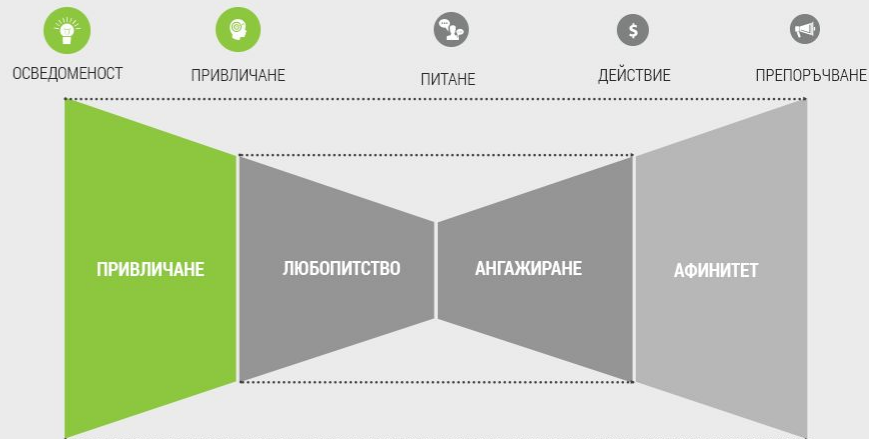 ОСВЕДОМЕНОСТ
ПРИВЛИЧАНЕ
ПИТАНЕ
ДЕЙСТВИЕ
ПРЕПОРЪЧВАНЕ
ПРИВЛИЧАНЕ
ЛЮБОПИТСТВО
АНГАЖИРАНЕ
АФИНИТЕТ